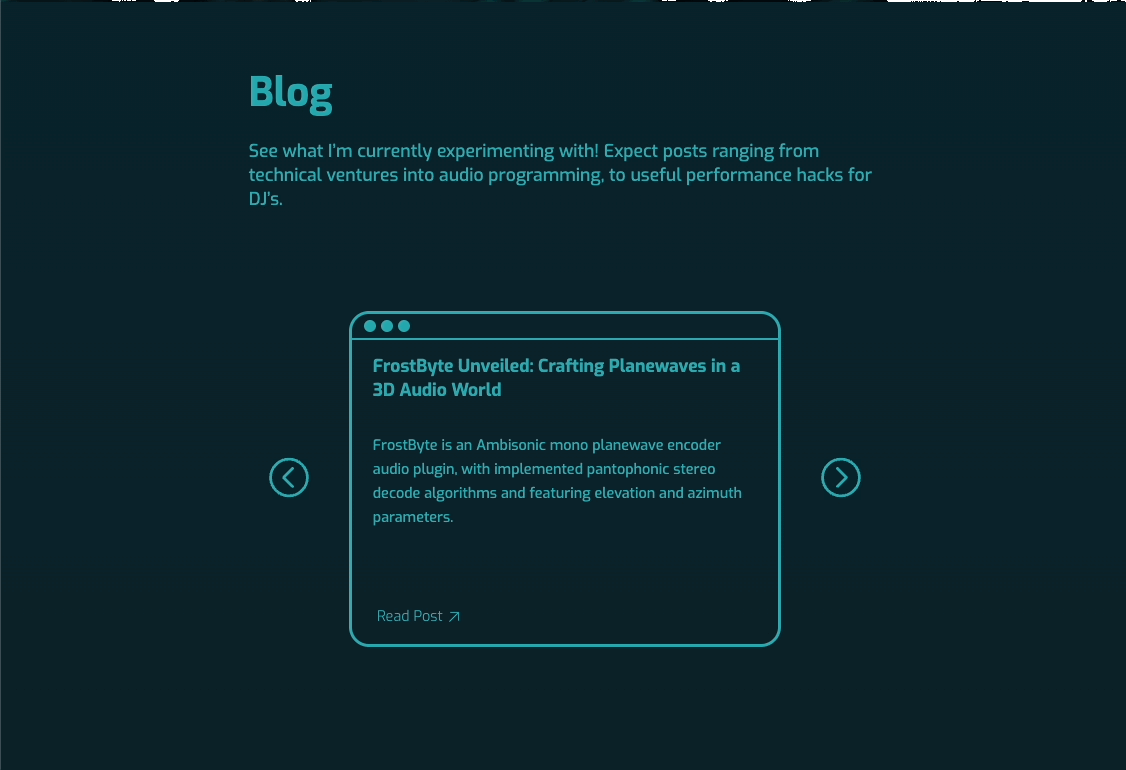 Blog
See what I'm currently experimenting with! Expect posts ranging from
technical ventures into audio programming, to useful performance hacks for
DJ's.
FrostByte Unveiled: Crafting Planewaves in a
3D Audio World
FrostByte is an Ambisonic mono planewave encoder
audio plugin, with implemented pantophonic stereo
decode algorithms and featuring elevation and azimuth
parameters.
Read Post